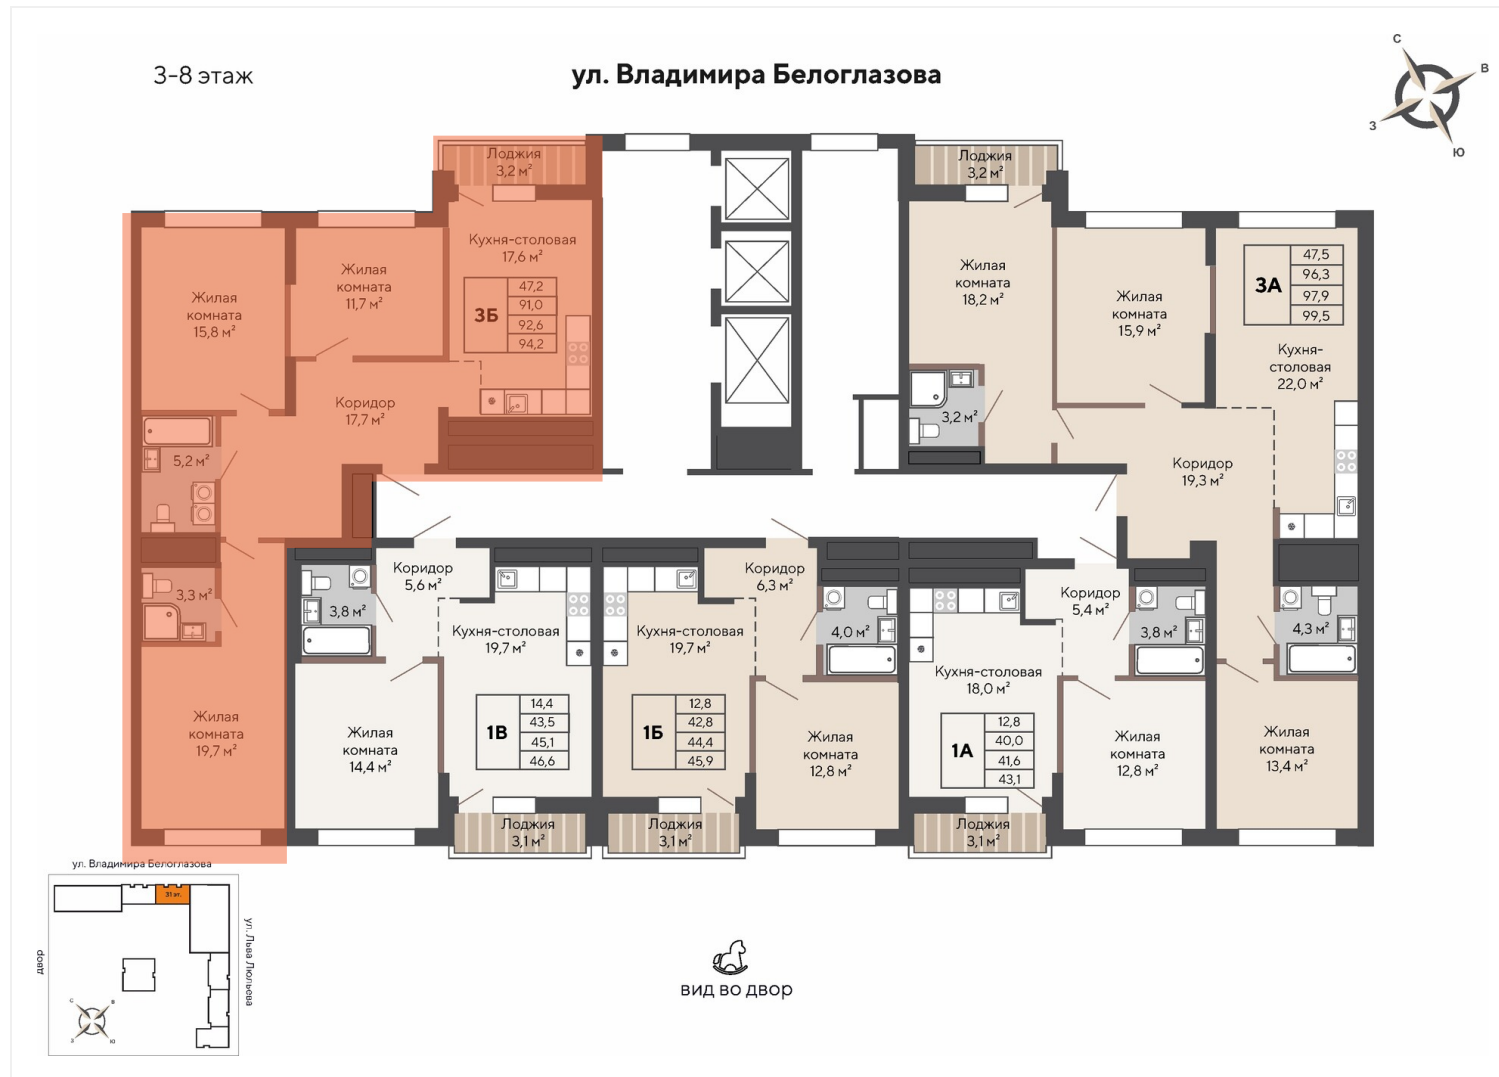 3-8 этаж
ул. Владимира Белоглазова
С
В
З
Ю
Лоджия
3,2 м²
Кухня-столовая
17,6 м²
3Б
47,2
91,0
92,6
94,2
Жилая
комната
11,7 м²
Жилая
комната
15,8 м²
Коридор
17,7 м²
5,2 м²
3,3 м²
Жилая
комната
19,7 м²
Лоджия
3,2 м²
Жилая
комната
18,2 м²
Жилая
комната
15,9 м²
3А
47,5
96,3
97,9
99,5
Кухня-
столовая
22,0 м²
3,2 м²
Коридор
19,3 м²
4,3 м²
Жилая
комната
13,4 м²
Коридор
5,6 м²
3,8 м²
Кухня-столовая
19,7 м²
1В
14,4
43,5
45,1
46,6
Жилая
комната
14,4 м²
Лоджия
3,1 м²
Коридор
6,3 м²
4,0 м²
Кухня-столовая
19,7 м²
1Б
12,8
42,8
44,4
45,9
Жилая
комната
12,8 м²
Лоджия
3,1 м²
Коридор
5,4 м²
3,8 м²
Кухня-столовая
18,0 м²
1А
12,8
40,0
41,6
43,1
Жилая
комната
12,8 м²
Лоджия
3,1 м²
ул. Владимира Белоглазова
31 эт.
двор
ул. Льва Люльева
С
В
З
Ю
вид во двор